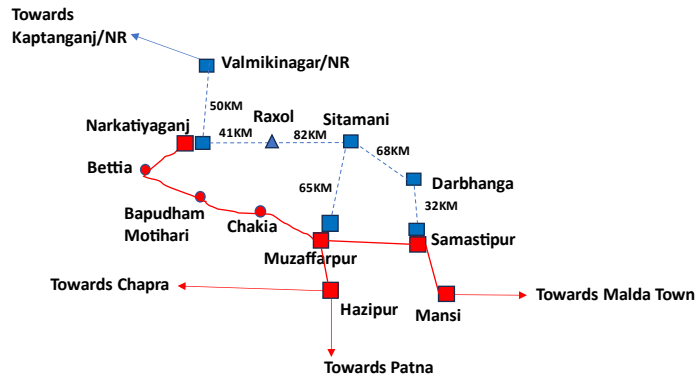 Towards
Kaptanganj/NR
Valmikinagar/NR
50KM
Narkatiyaganj
Raxol
Sitamani
41KM
82KM
68KM
Bettia
65KM
Darbhanga
32KM
Bapudham
Motihari
Chakia
Samastipur
Muzaffarpur
Towards Chapra
Towards Malda Town
Hazipur
Mansi
Towards Patna